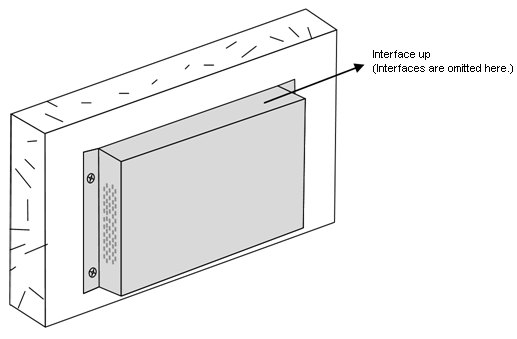 Interface up
(Interfaces are omitted here.)